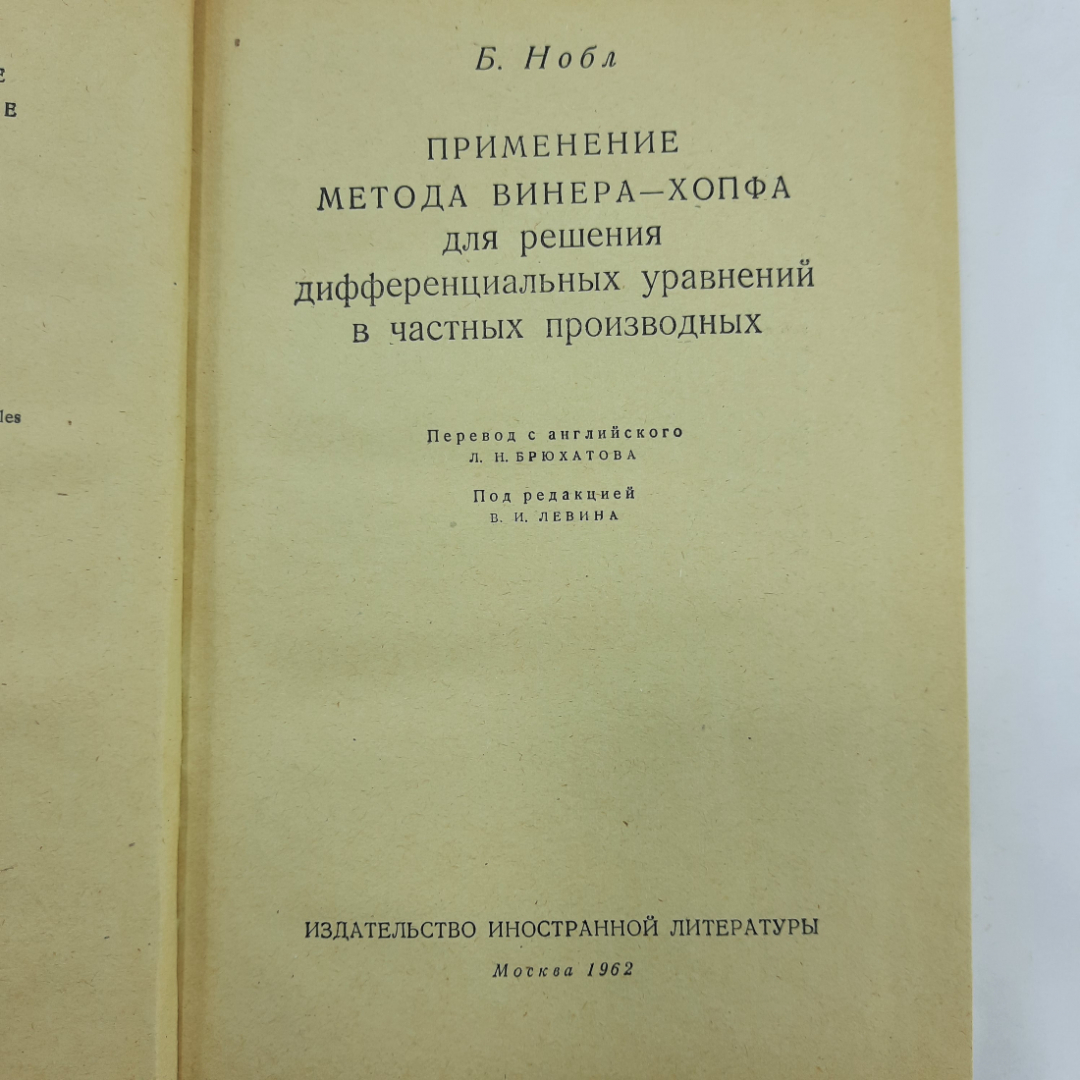 Е
Е
les
Б. Нобл
ПРИМЕНЕНИЕ
МЕТОДА ВИНЕРА—ХОПФА
для решения
дифференциальных уравнений
в частных производных
Перевод с английского
Л. Н. БРЮХАТОВА
Под редакцией
В. И. ЛЕВИНА
ИЗДАТЕЛЬСТВО ИНОСТРАННОЙ ЛИТЕРАТУРЫ
Москва 1962